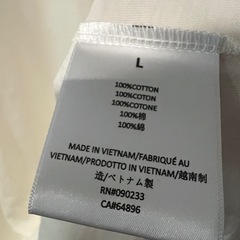 L
100%COTTON
100%COTON
100%COTONE
100%棉
100%綿
MADE IN VIETNAM/FABRIQUÉ AU
VIETNAM/PRODOTTO IN VIETNAM/越南制
造/ベトナム製
RN#090233
CA#64896